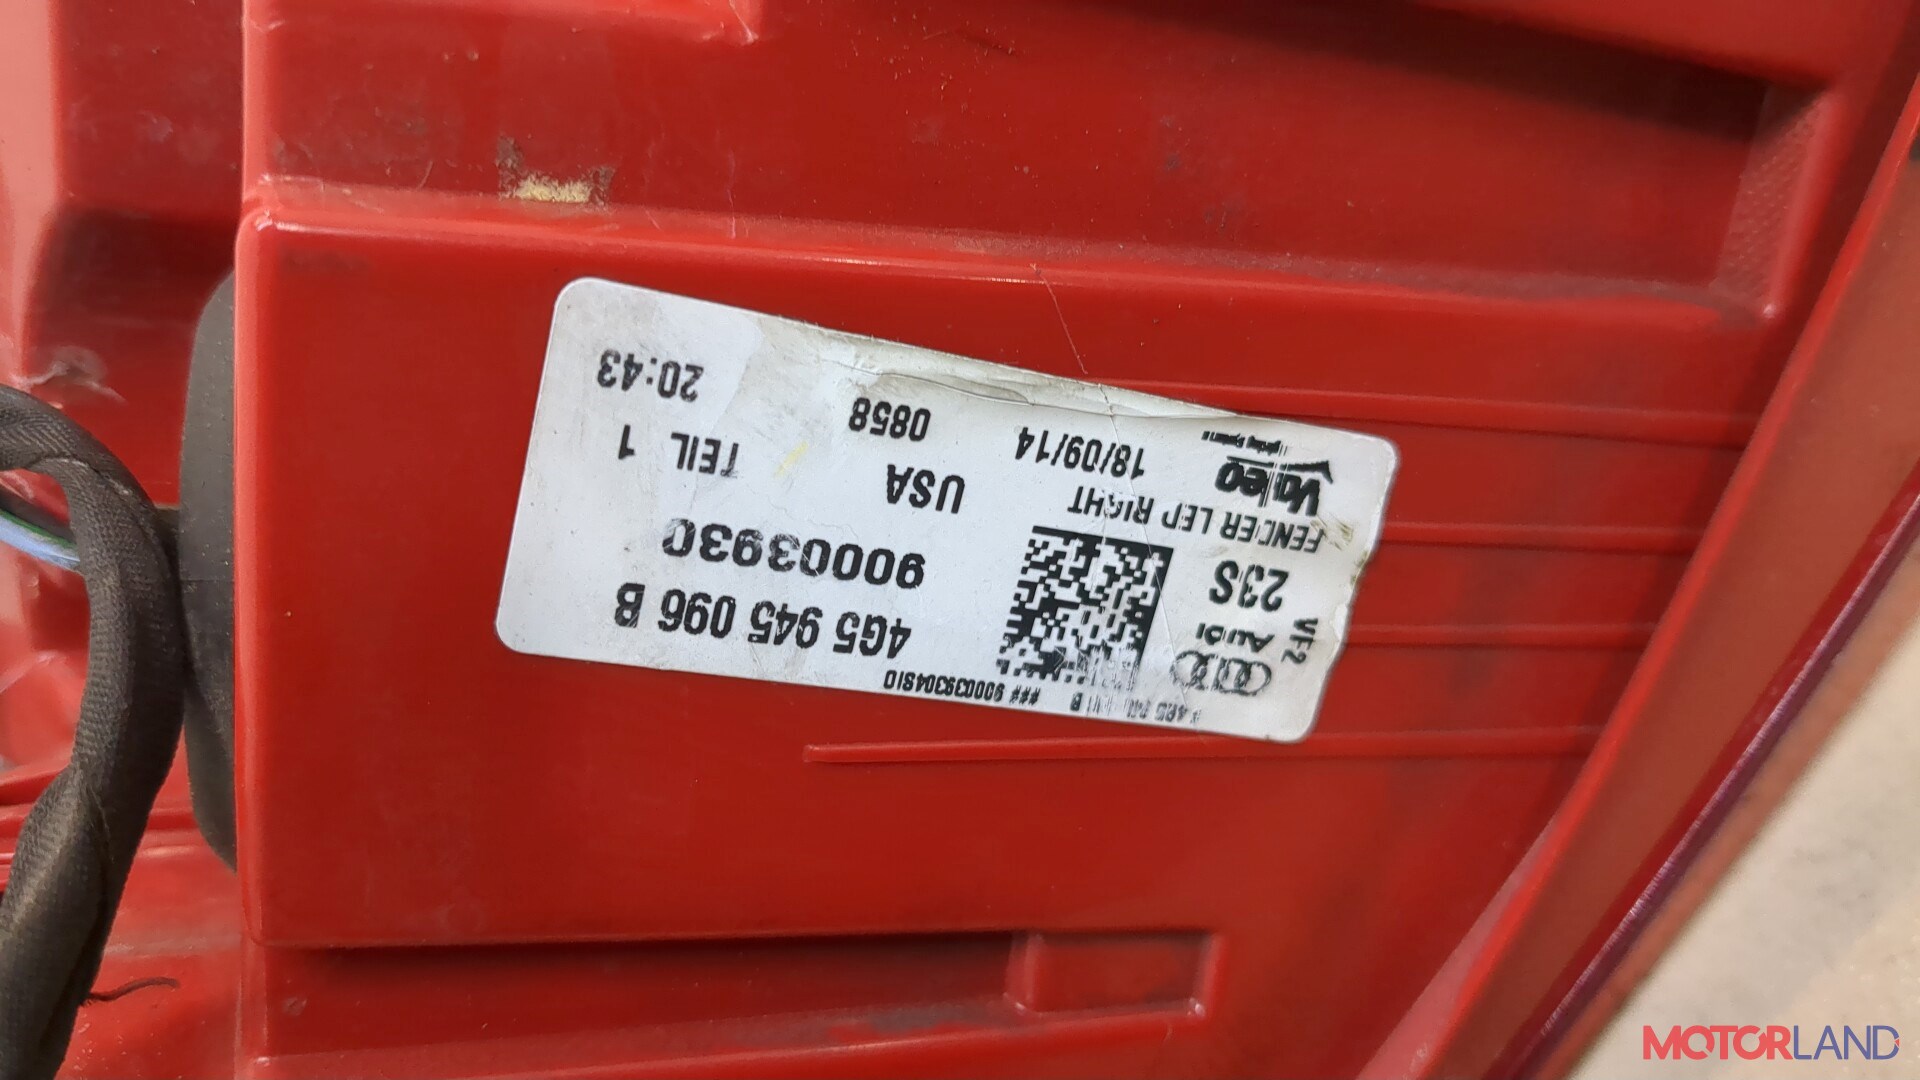 ### 900039304SIO
4G5 945 096 B
90003930
USA TEIL 1
18/09/14 0858 20:43
Audi
VF2
23S
FENDER LED RIGHT
Valeo
MOTORLAND